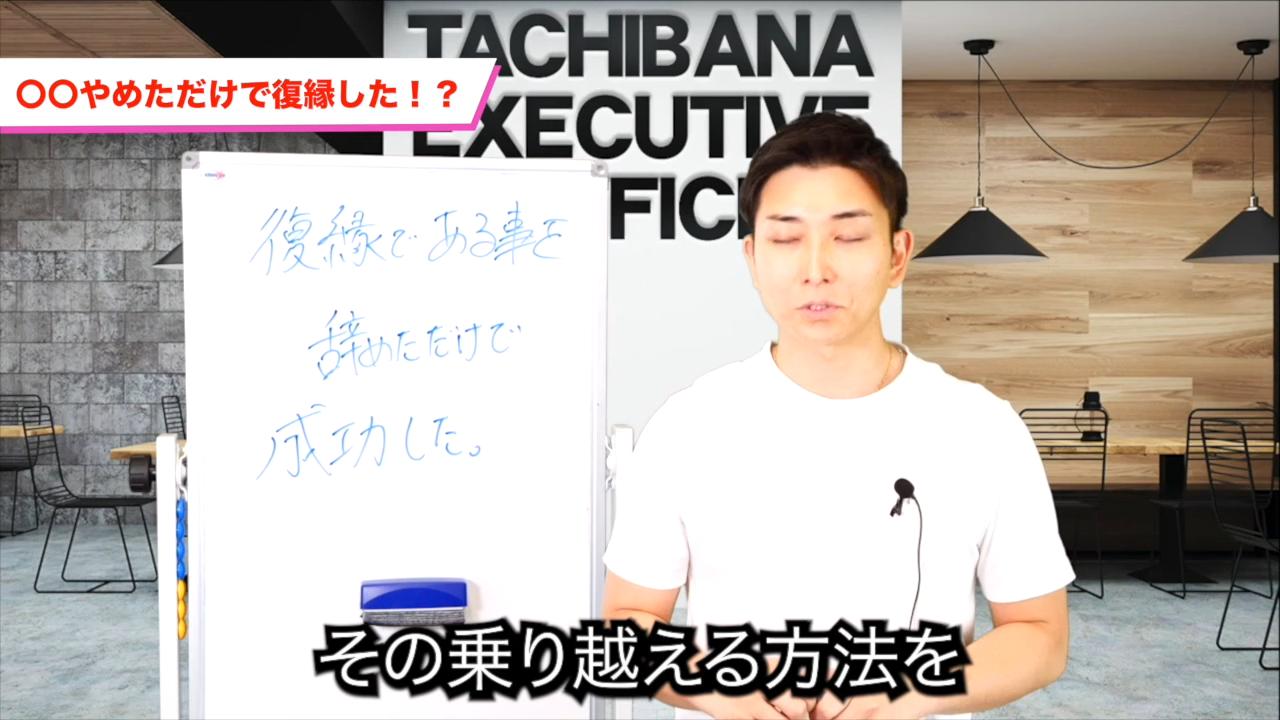 TACHIBANA
EXECUTIVE
FFIC
〇〇やめただけで復縁した！？
復縁である事を
辞めただけで
成功した。
その乗り越える方法を